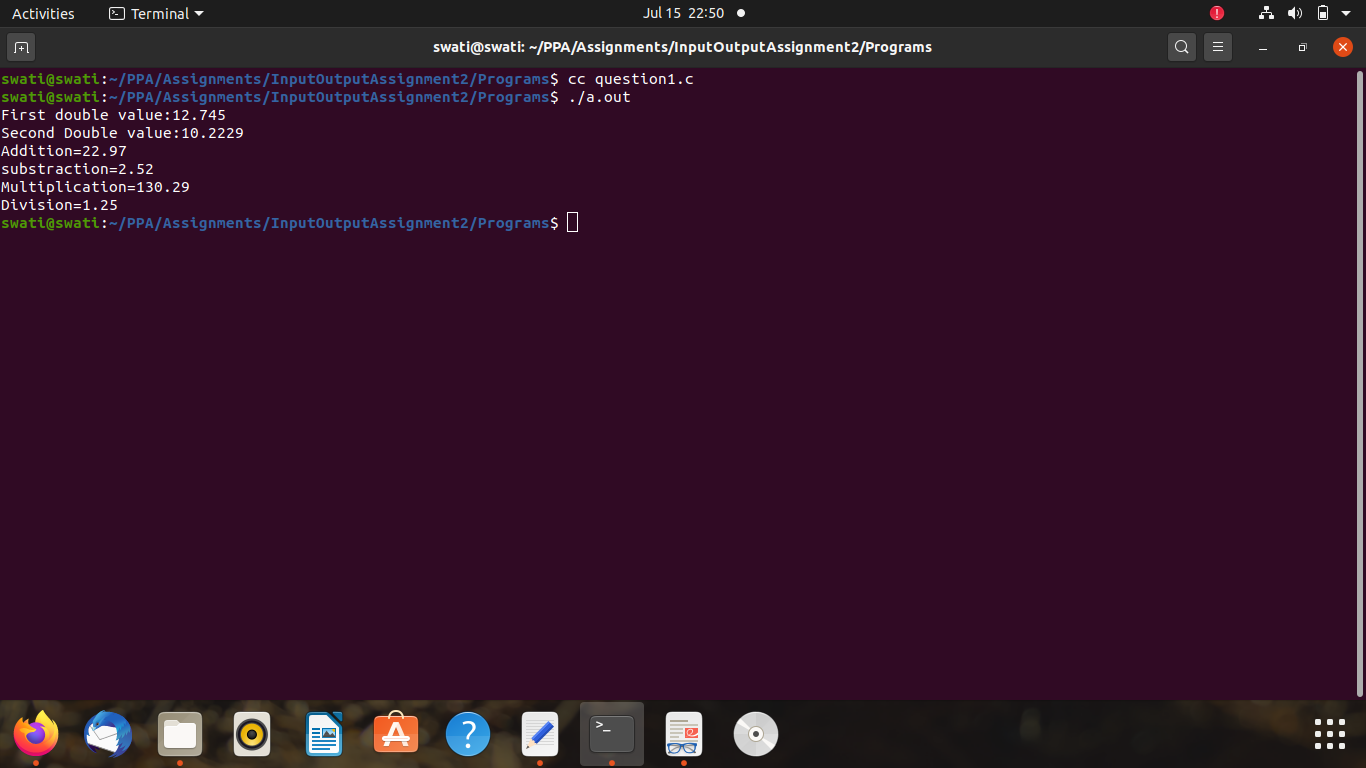 Activities Terminal Jul 15 22:50
swati@swati: ~/PPA/Assignments/InputOutputAssignment2/Programs
swati@swati:~/PPA/Assignments/InputOutputAssignment2/Programs$ cc question1.c
swati@swati:~/PPA/Assignments/InputOutputAssignment2/Programs$ ./a.out
First double value:12.745
Second Double value:10.2229
Addition=22.97
substraction=2.52
Multiplication=130.29
Division=1.25
swati@swati:~/PPA/Assignments/InputOutputAssignment2/Programs$